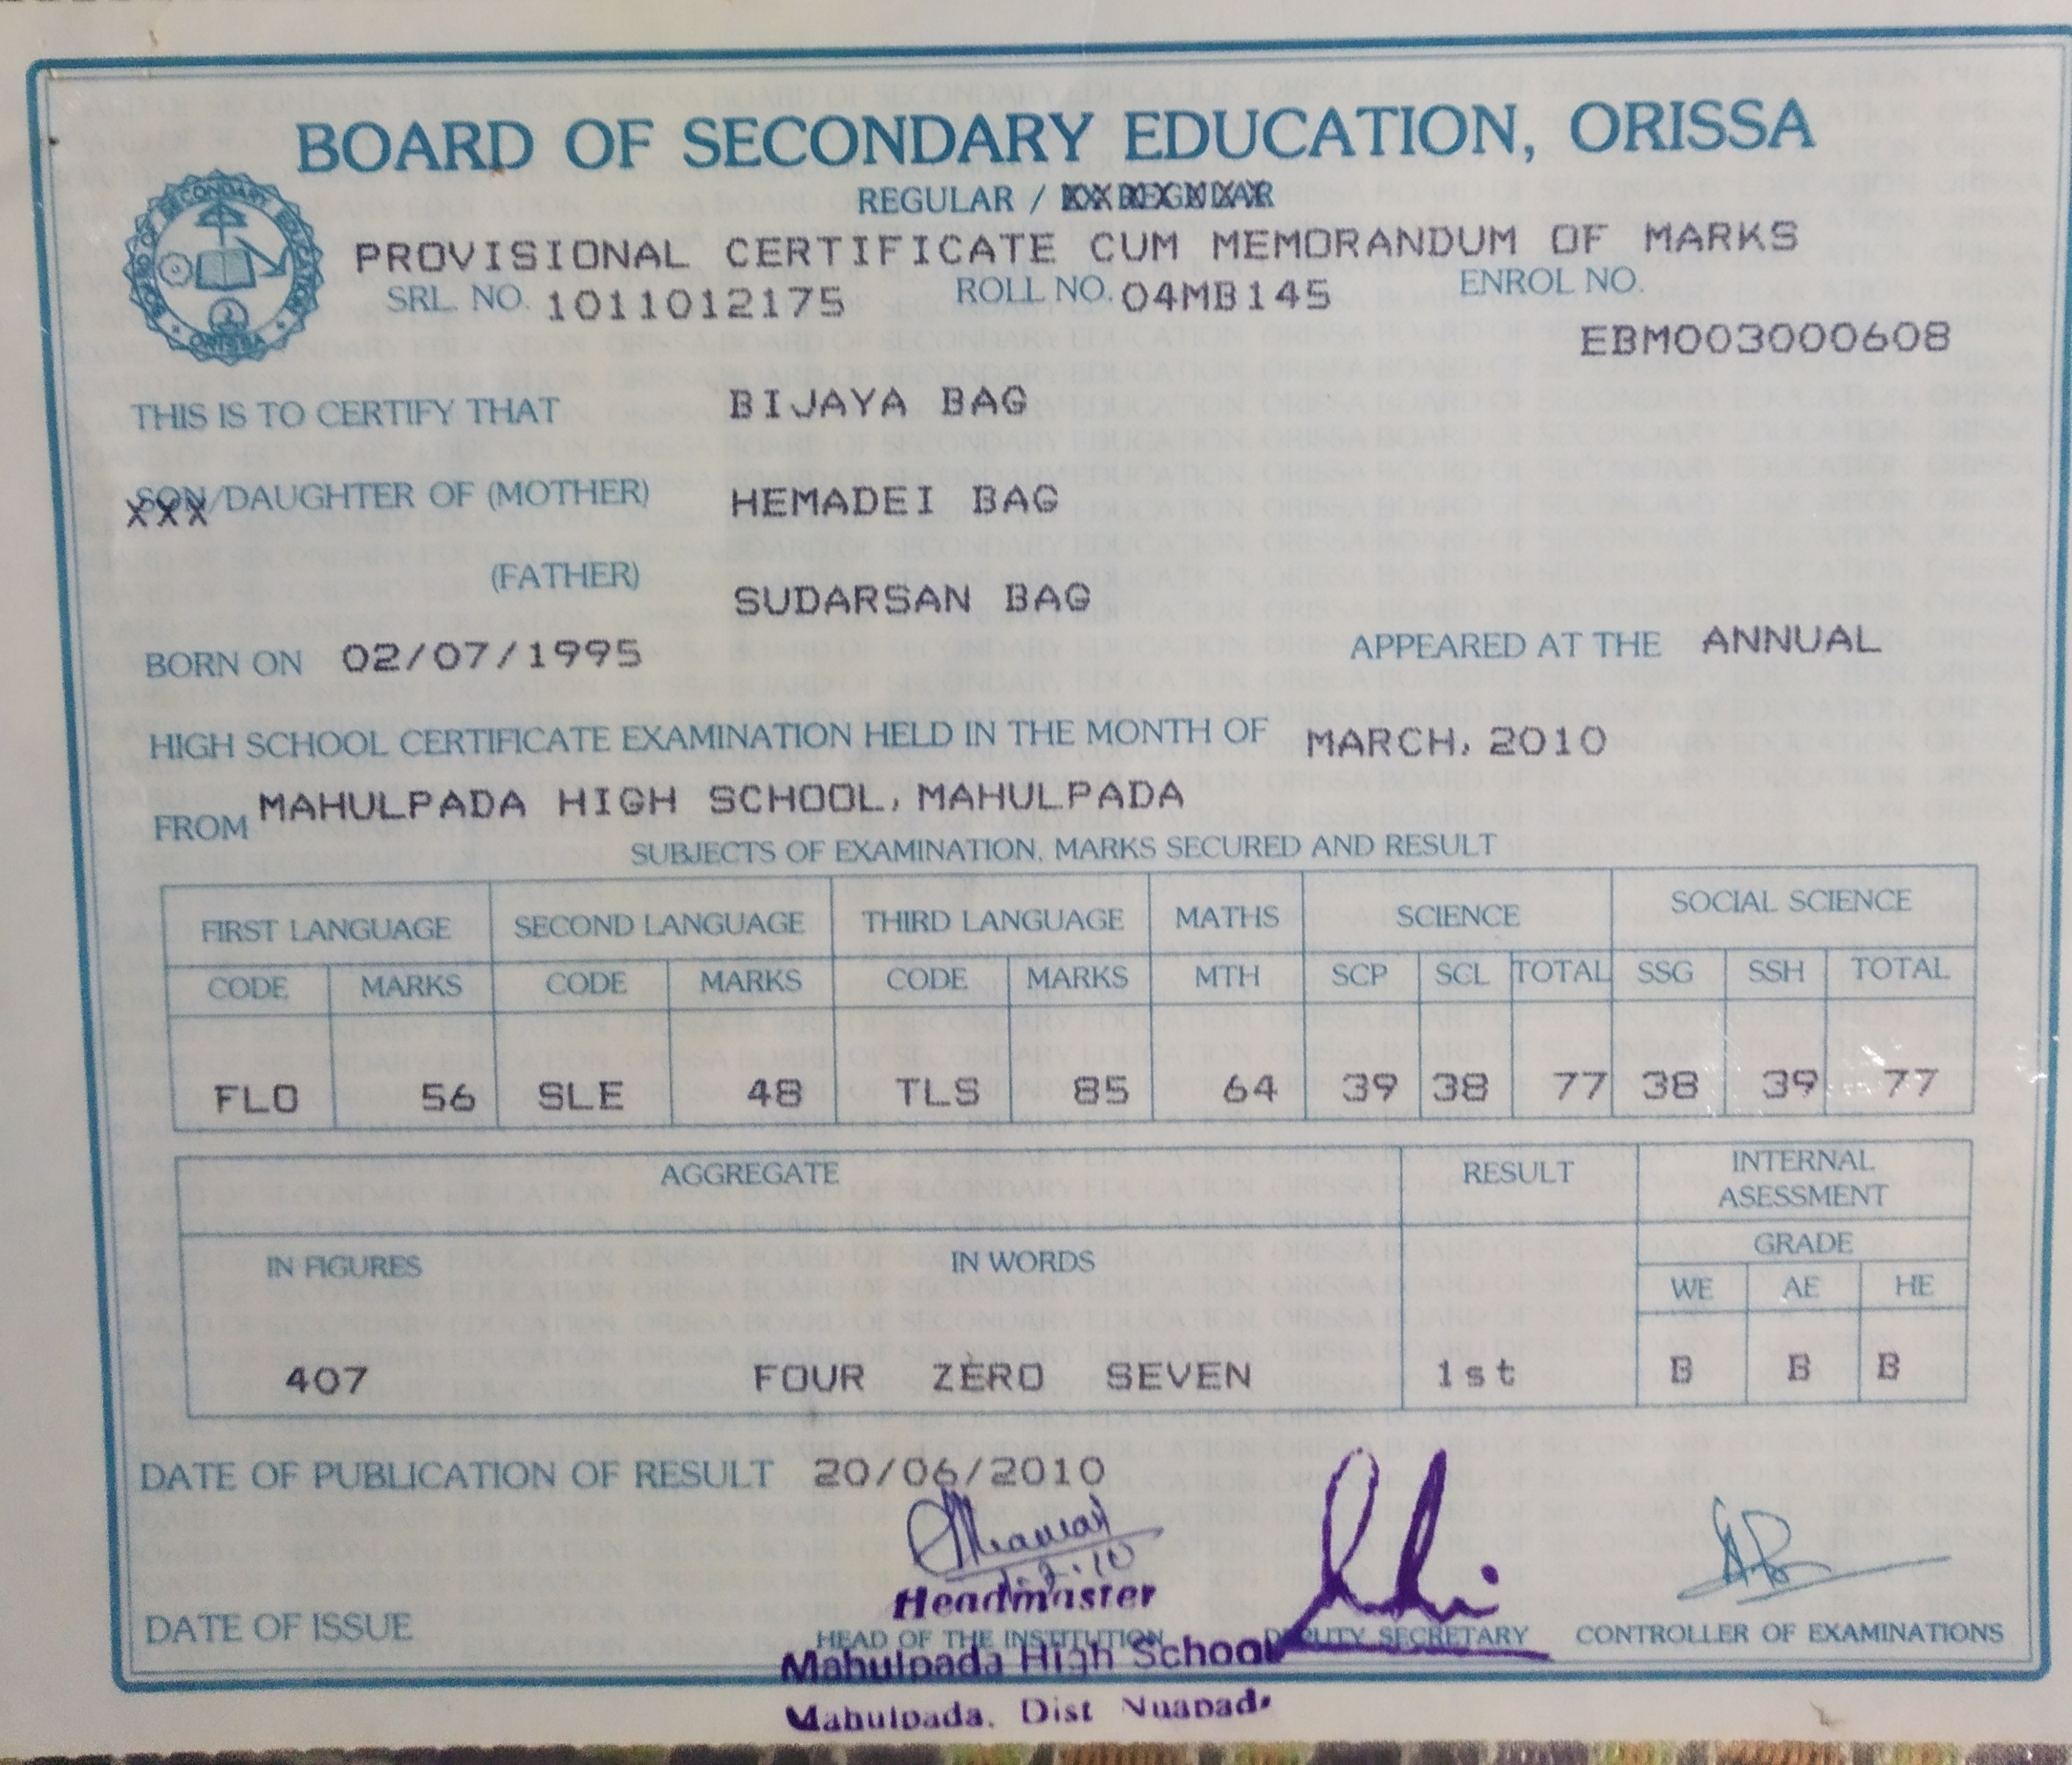 BOARD OF SECONDARY EDUCATION, ORISSA
REGULAR /
PROVISIONAL CERTIFICATE CUM MEMORANDUM OF MARKS
SRL. NO. 1011012175 ROLL NO. 04MB145 ENROL NO.
EBM003000608
THIS IS TO CERTIFY THAT BIJAYA BAG
SON/DAUGHTER OF (MOTHER) HEMADEI BAG
XXX
(FATHER) SUDARSAN BAG
BORN ON 02/07/1995 APPEARED AT THE ANNUAL
HIGH SCHOOL CERTIFICATE EXAMINATION HELD IN THE MONTH OF MARCH, 2010
FROM MAHULPADA HIGH SCHOOL, MAHULPADA
SUBJECTS OF EXAMINATION, MARKS SECURED AND RESULT
FIRST LANGUAGE SECOND LANGUAGE THIRD LANGUAGE MATHS SCIENCE SOCIAL SCIENCE
CODE MARKS CODE MARKS CODE MARKS MTH SCP SCL TOTAL SSG SSH TOTAL
FLO 56 SLE 48 TLS 85 64 39 38 77 38 39 77
AGGREGATE RESULT INTERNAL ASESSMENT
IN FIGURES IN WORDS GRADE
WE AE HE
407 FOUR ZERO SEVEN 1st B B B
DATE OF PUBLICATION OF RESULT 20/06/2010
Headmaster
DATE OF ISSUE HEAD OF THE INSTITUTION DEPUTY SECRETARY CONTROLLER OF EXAMINATIONS
Mahulpada High School
Mahulpada, Dist Nuapada